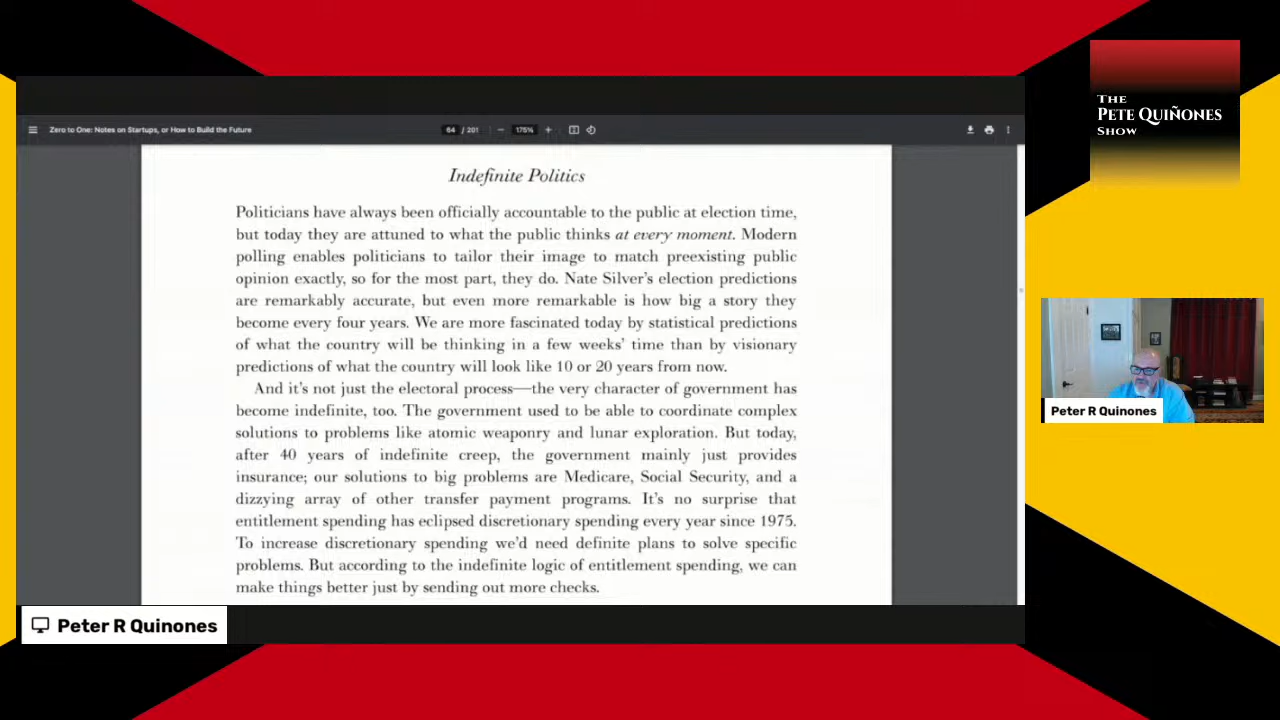 THE
PETE QUIÑONES
SHOW
Zero to One: Notes on Startups, or How to Build the Future
64 / 201
175%
Indefinite Politics
Politicians have always been officially accountable to the public at election time,
but today they are attuned to what the public thinks at every moment. Modern
polling enables politicians to tailor their image to match preexisting public
opinion exactly, so for the most part, they do. Nate Silver's election predictions
are remarkably accurate, but even more remarkable is how big a story they
become every four years. We are more fascinated today by statistical predictions
of what the country will be thinking in a few weeks' time than by visionary
predictions of what the country will look like 10 or 20 years from now.
And it's not just the electoral process—the very character of government has
become indefinite, too. The government used to be able to coordinate complex
solutions to problems like atomic weaponry and lunar exploration. But today,
after 40 years of indefinite creep, the government mainly just provides
insurance; our solutions to big problems are Medicare, Social Security, and a
dizzying array of other transfer payment programs. It's no surprise that
entitlement spending has eclipsed discretionary spending every year since 1975.
To increase discretionary spending we'd need definite plans to solve specific
problems. But according to the indefinite logic of entitlement spending, we can
make things better just by sending out more checks.
Peter R Quinones
Peter R Quinones